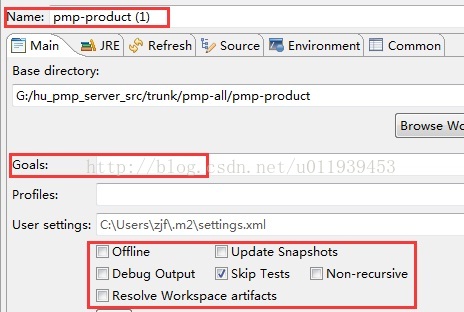 Name: pmp-product (1)
Main JRE Refresh Source Environment Common
Base directory:
G:/hu_pmp_server_src/trunk/pmp-all/pmp-product
Browse Wo
Goals:
http://blog.csdn.net/u011939453
Profiles:
User settings: C:\Users\zjf\.m2\settings.xml
Offline Update Snapshots
Debug Output Skip Tests Non-recursive
Resolve Workspace artifacts